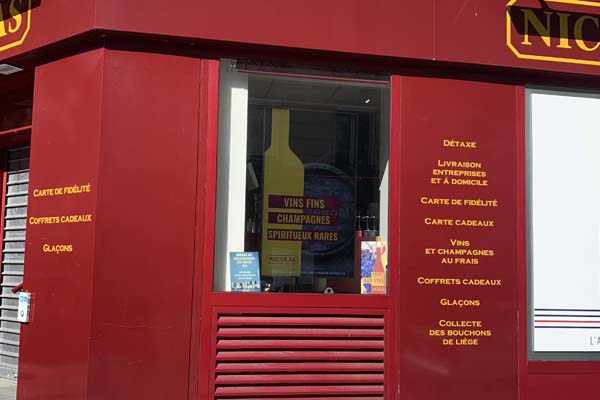 NICOLAS
CARTE DE FIDÉLITÉ
COFFRETS CADEAUX
GLAÇONS
VINS FINS
CHAMPAGNES
SPIRITUEUX RARES
NICOLAS
DÉTAXE
LIVRAISON
ENTREPRISES
ET À DOMICILE
CARTE DE FIDÉLITÉ
CARTE CADEAUX
VINS
ET CHAMPAGNES
AU FRAIS
COFFRETS CADEAUX
GLAÇONS
COLLECTE
DES BOUCHONS
DE LIÈGE